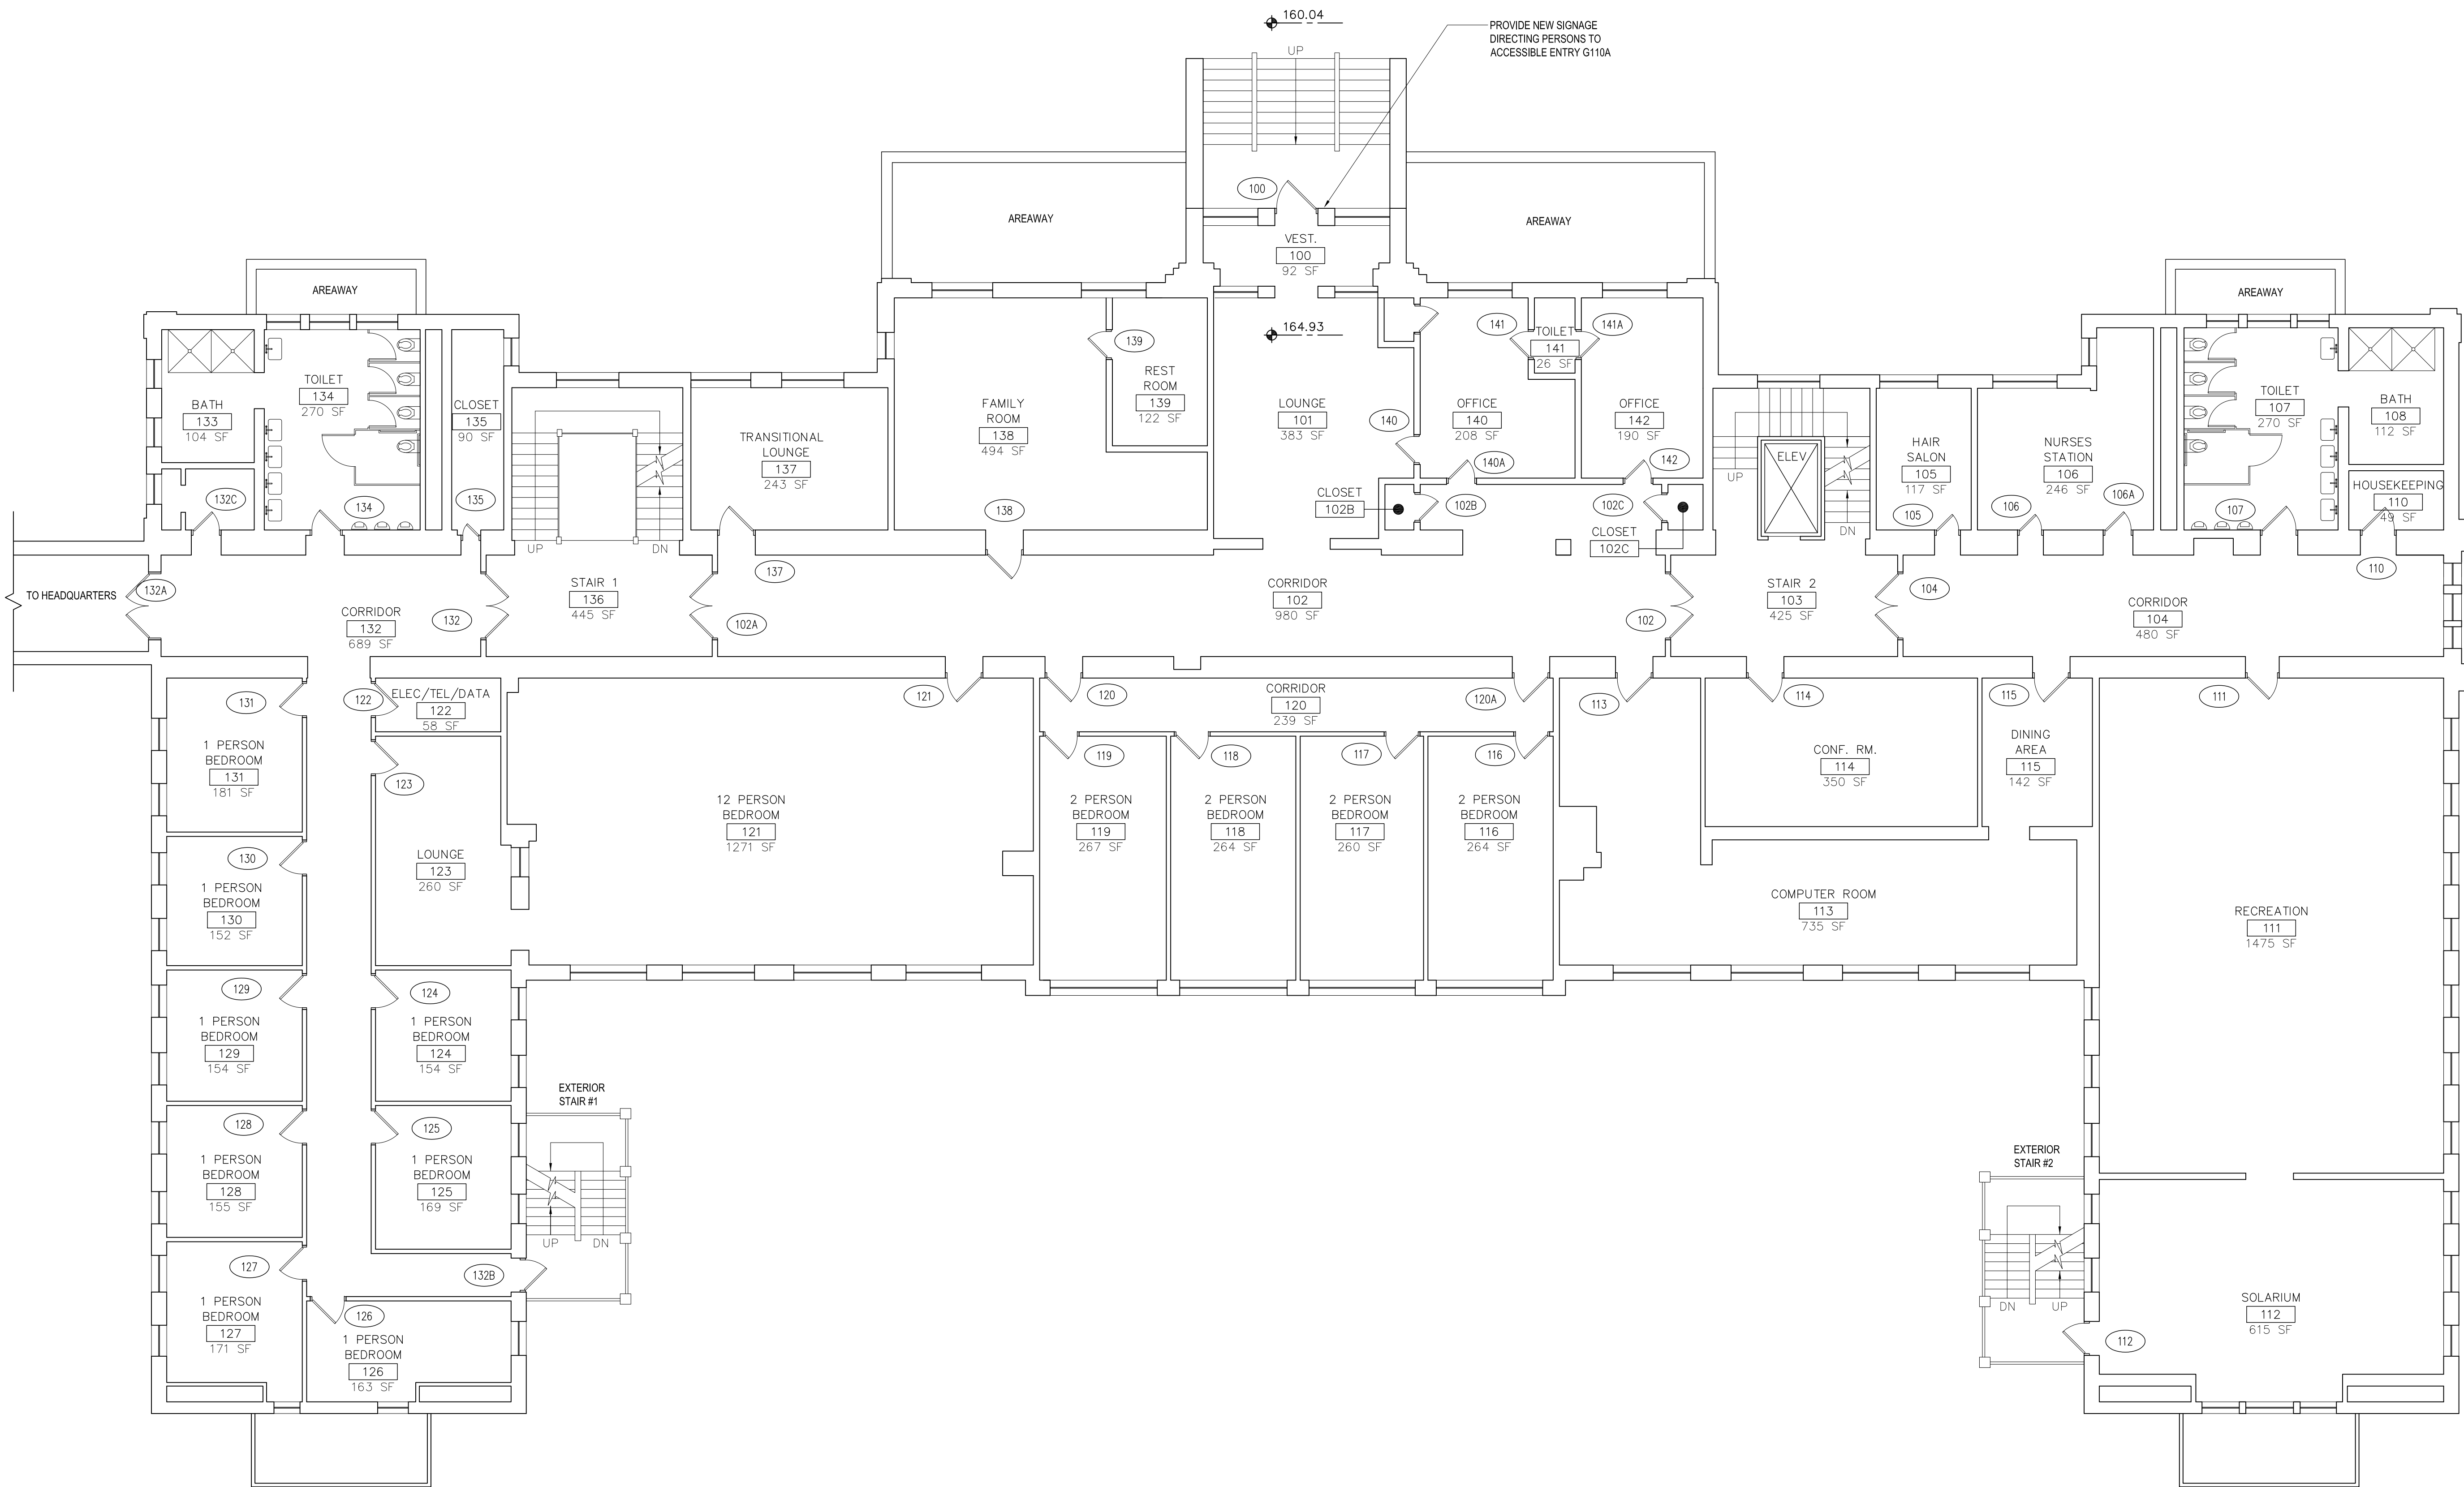 160.04
PROVIDE NEW SIGNAGE
DIRECTING PERSONS TO
ACCESSIBLE ENTRY G110A
UP
100
AREAWAY
AREAWAY
VEST.
100
92 SF
AREAWAY
AREAWAY
164.93
BATH
133
104 SF
TOILET
134
270 SF
132C
134
CLOSET
135
90 SF
135
UP
DN
TRANSITIONAL
LOUNGE
137
243 SF
137
FAMILY
ROOM
138
494 SF
138
139
REST
ROOM
139
122 SF
LOUNGE
101
383 SF
140
OFFICE
140
208 SF
140A
141
TOILET
141
26 SF
141A
OFFICE
142
190 SF
142
CLOSET
102B
102B
102C
CLOSET
102C
UP
ELEV
DN
HAIR
SALON
105
117 SF
105
NURSES
STATION
106
246 SF
106
106A
TOILET
107
270 SF
107
BATH
108
112 SF
HOUSEKEEPING
110
49 SF
110
TO HEADQUARTERS
132A
CORRIDOR
132
689 SF
132
STAIR 1
136
445 SF
102A
CORRIDOR
102
980 SF
102
STAIR 2
103
425 SF
104
CORRIDOR
104
480 SF
131
1 PERSON
BEDROOM
131
181 SF
122
ELEC/TEL/DATA
122
58 SF
123
LOUNGE
123
260 SF
121
12 PERSON
BEDROOM
121
1271 SF
120
CORRIDOR
120
239 SF
120A
119
2 PERSON
BEDROOM
119
267 SF
118
2 PERSON
BEDROOM
118
264 SF
117
2 PERSON
BEDROOM
117
260 SF
116
2 PERSON
BEDROOM
116
264 SF
113
114
CONF. RM.
114
350 SF
115
DINING
AREA
115
142 SF
COMPUTER ROOM
113
735 SF
111
RECREATION
111
1475 SF
130
1 PERSON
BEDROOM
130
152 SF
129
1 PERSON
BEDROOM
129
154 SF
124
1 PERSON
BEDROOM
124
154 SF
128
1 PERSON
BEDROOM
128
155 SF
125
1 PERSON
BEDROOM
125
169 SF
EXTERIOR
STAIR #1
UP
DN
132B
127
1 PERSON
BEDROOM
127
171 SF
126
1 PERSON
BEDROOM
126
163 SF
EXTERIOR
STAIR #2
DN
UP
112
SOLARIUM
112
615 SF